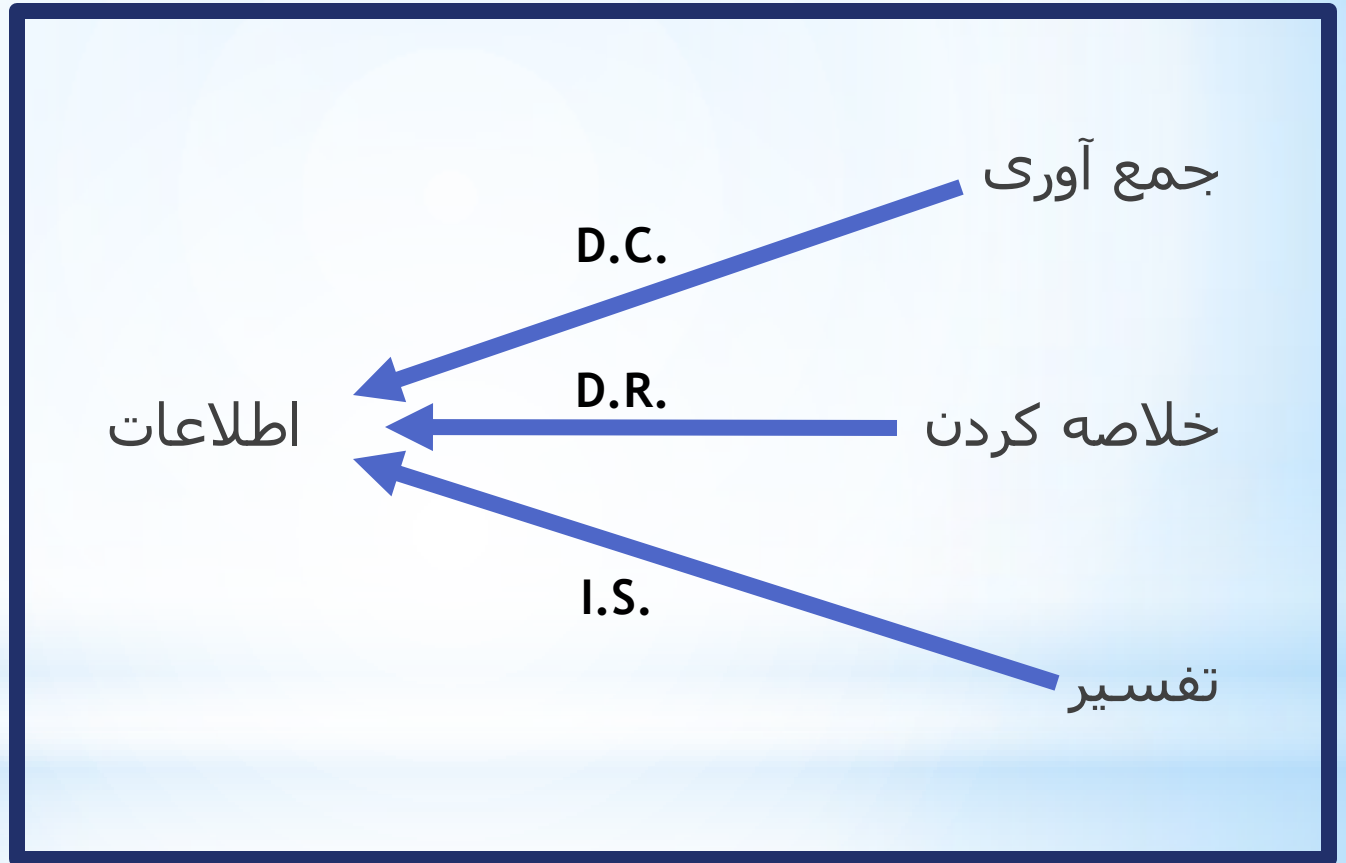 جمع آوری
D.C.
D.R.
خلاصه کردن
اطلاعات
I.S.
تفسیر